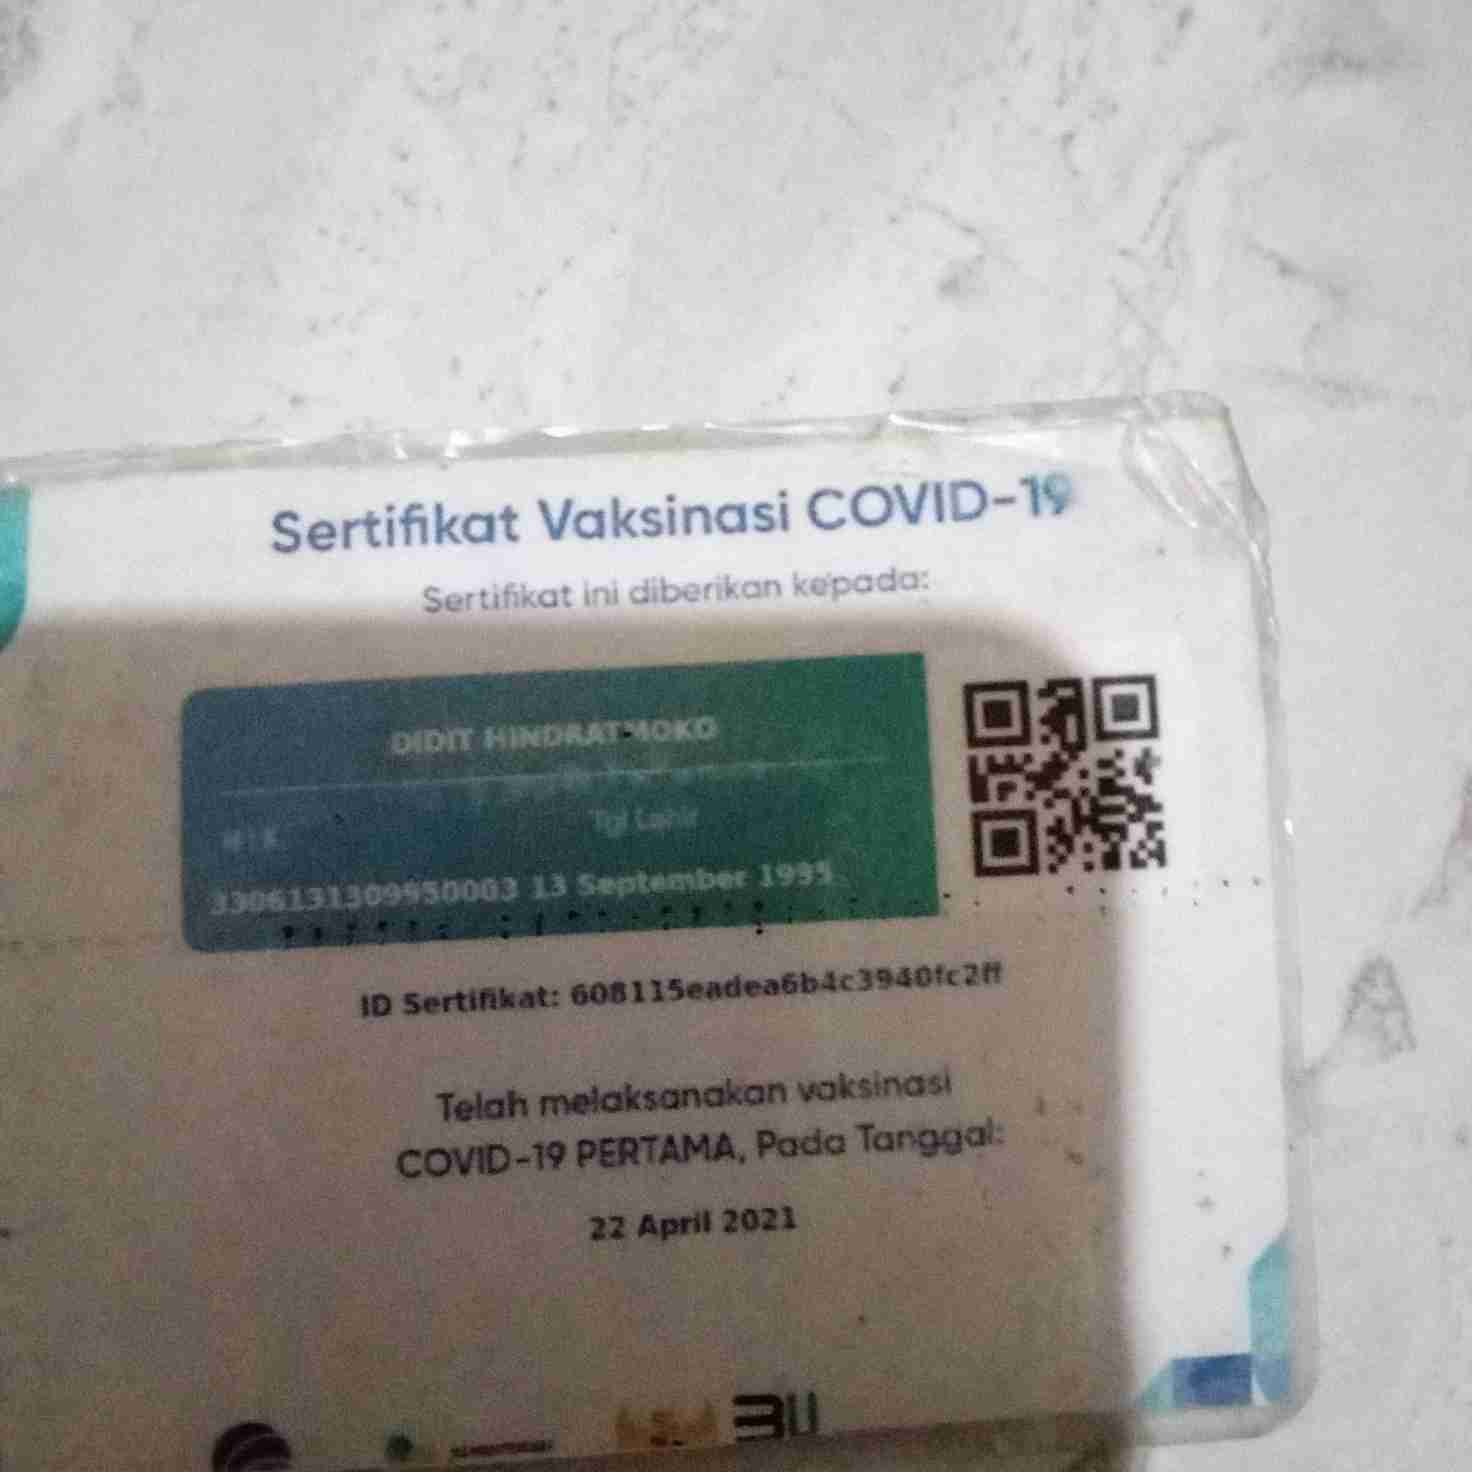 Sertifikat Vaksinasi COVID-19
Sertifikat ini diberikan kepada:
DIDIT HINDRATMOKO
Tgl Lahir
3306131309950003 13 September 1995
ID Sertifikat: 608115eadea6b4c3940fc2ff
Telah melaksanakan vaksinasi
COVID-19 PERTAMA, Pada Tanggal:
22 April 2021